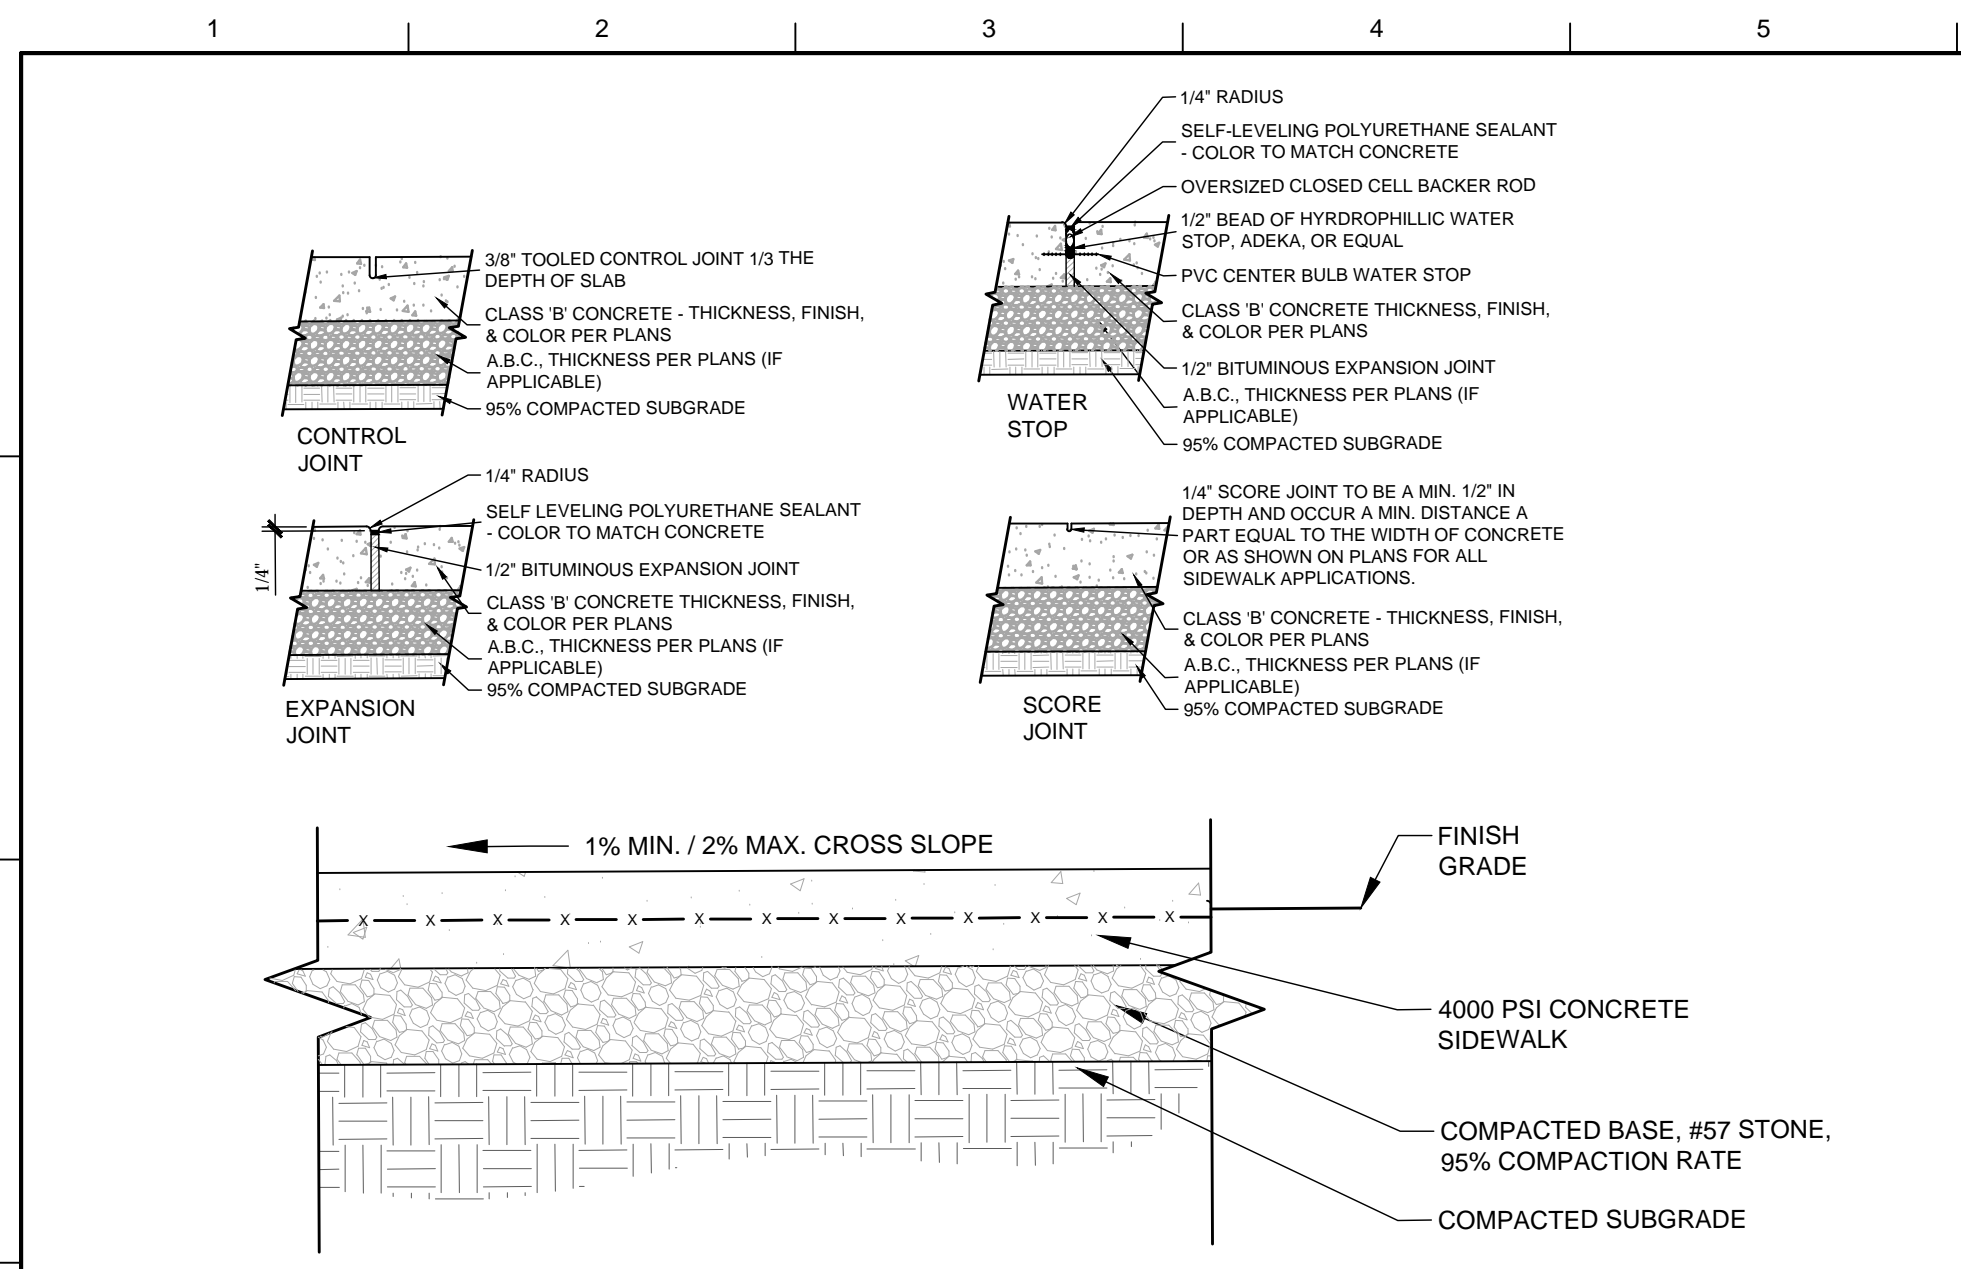 1
2
3
4
5
3/8" TOOLED CONTROL JOINT 1/3 THE
DEPTH OF SLAB
CLASS 'B' CONCRETE - THICKNESS, FINISH,
& COLOR PER PLANS
A.B.C., THICKNESS PER PLANS (IF
APPLICABLE)
95% COMPACTED SUBGRADE
CONTROL
JOINT
1/4" RADIUS
SELF-LEVELING POLYURETHANE SEALANT
- COLOR TO MATCH CONCRETE
OVERSIZED CLOSED CELL BACKER ROD
1/2" BEAD OF HYRDROPHILLIC WATER
STOP, ADEKA, OR EQUAL
PVC CENTER BULB WATER STOP
CLASS 'B' CONCRETE THICKNESS, FINISH,
& COLOR PER PLANS
1/2" BITUMINOUS EXPANSION JOINT
A.B.C., THICKNESS PER PLANS (IF
APPLICABLE)
95% COMPACTED SUBGRADE
WATER
STOP
1/4" RADIUS
SELF LEVELING POLYURETHANE SEALANT
- COLOR TO MATCH CONCRETE
1/2" BITUMINOUS EXPANSION JOINT
CLASS 'B' CONCRETE THICKNESS, FINISH,
& COLOR PER PLANS
A.B.C., THICKNESS PER PLANS (IF
APPLICABLE)
95% COMPACTED SUBGRADE
1/4"
EXPANSION
JOINT
1/4" SCORE JOINT TO BE A MIN. 1/2" IN
DEPTH AND OCCUR A MIN. DISTANCE A
PART EQUAL TO THE WIDTH OF CONCRETE
OR AS SHOWN ON PLANS FOR ALL
SIDEWALK APPLICATIONS.
CLASS 'B' CONCRETE - THICKNESS, FINISH,
& COLOR PER PLANS
A.B.C., THICKNESS PER PLANS (IF
APPLICABLE)
95% COMPACTED SUBGRADE
SCORE
JOINT
1% MIN. / 2% MAX. CROSS SLOPE
FINISH
GRADE
X X X X X X X X X X X X X
4000 PSI CONCRETE
SIDEWALK
COMPACTED BASE, #57 STONE,
95% COMPACTION RATE
COMPACTED SUBGRADE